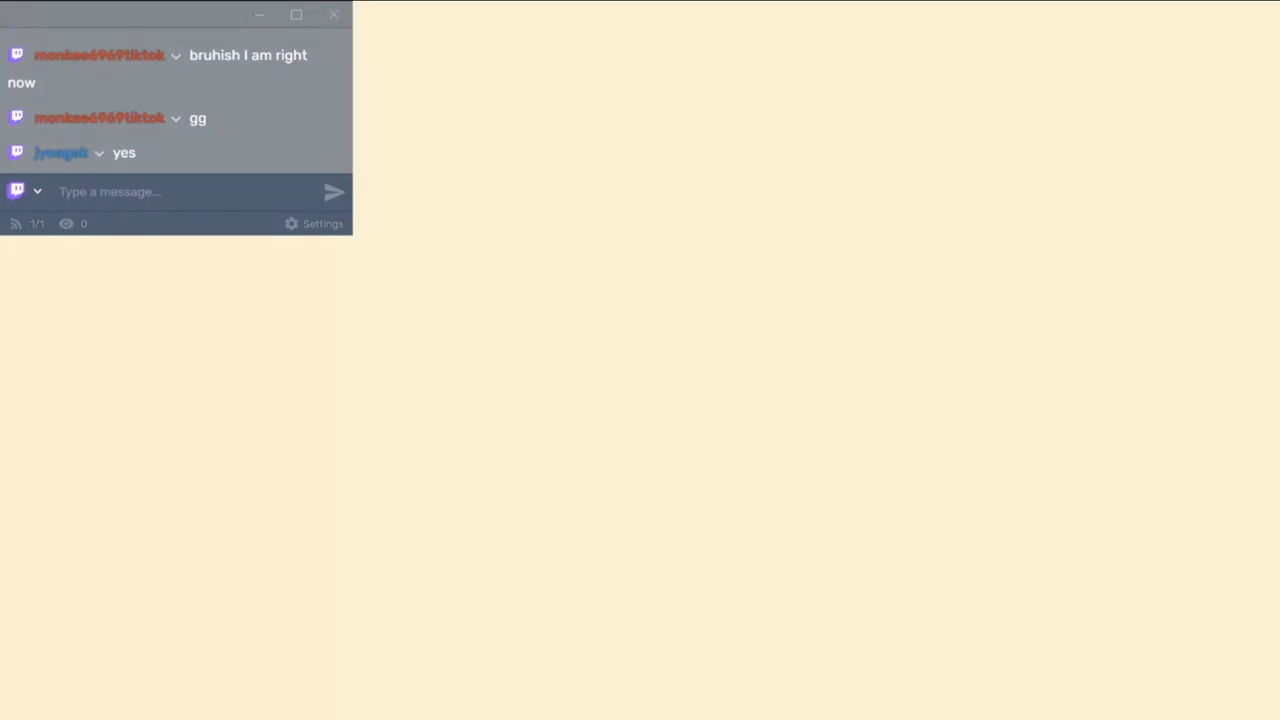 monkee6969tiktok bruhish I am right
now
monkee6969tiktok gg
yes
Type a message...
1/1 0 Settings